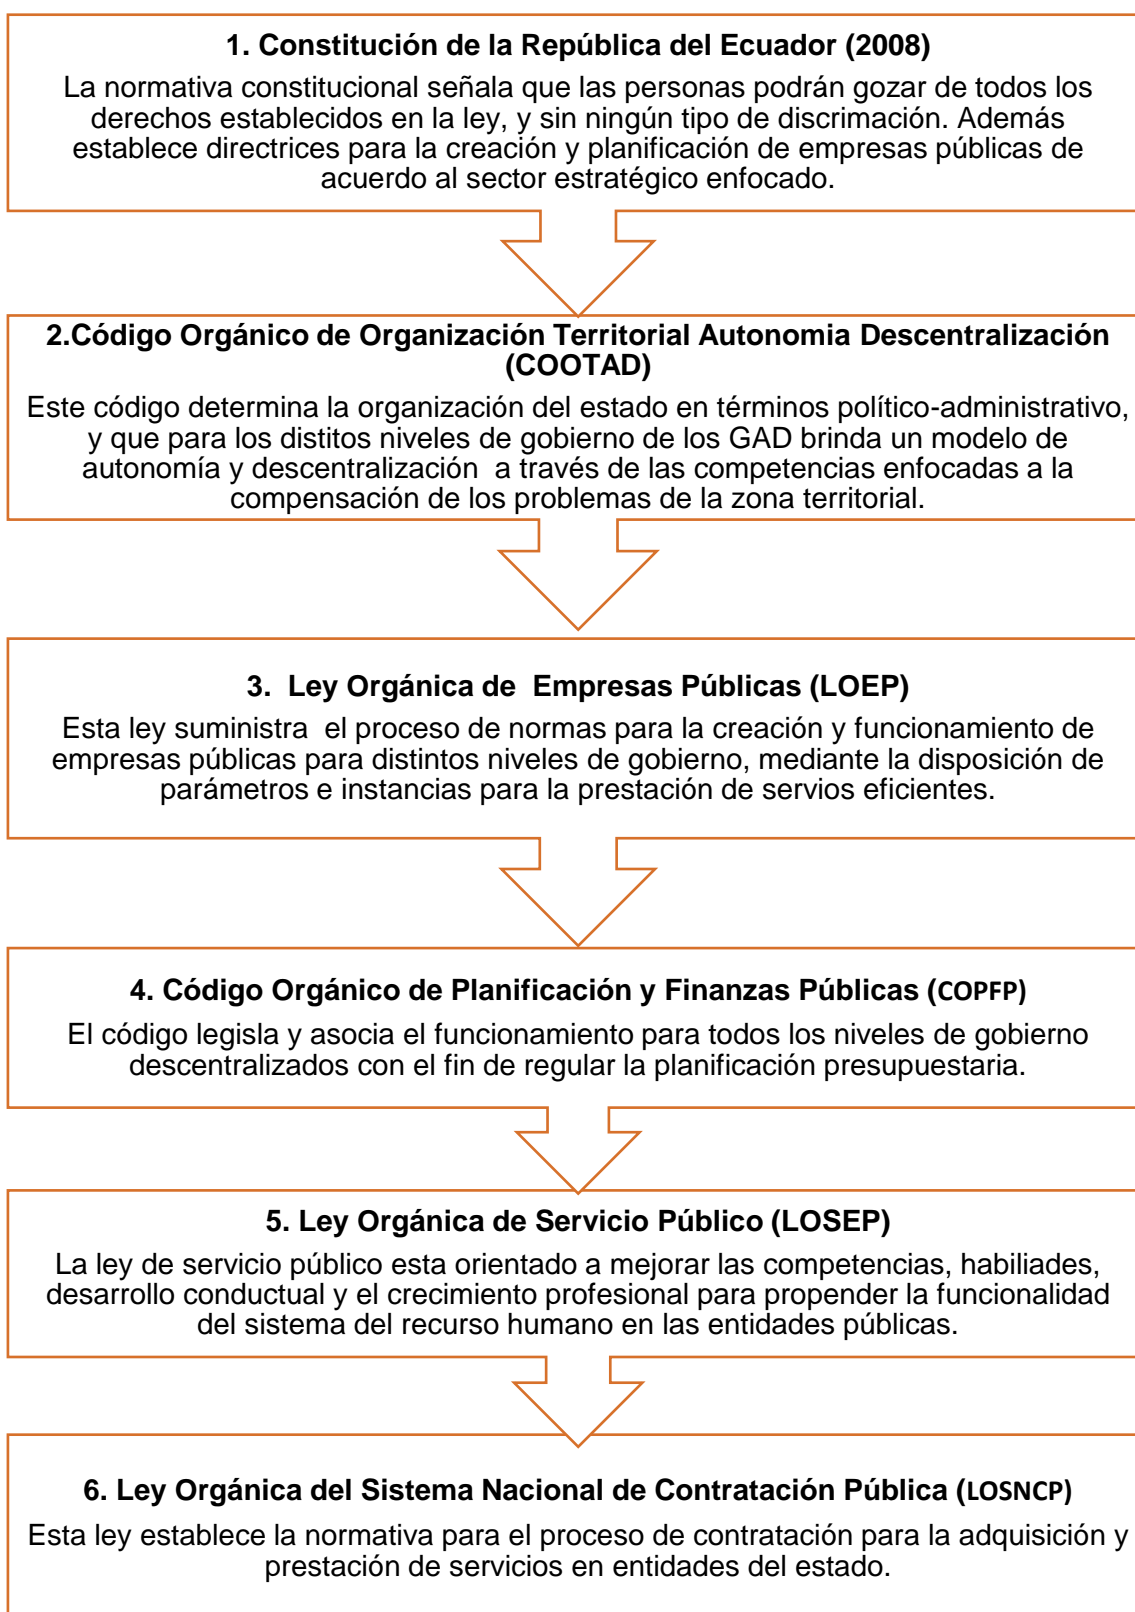 1. Constitución de la República del Ecuador (2008)
La normativa constitucional señala que las personas podrán gozar de todos los
derechos establecidos en la ley, y sin ningún tipo de discrimación. Además
establece directrices para la creación y planificación de empresas públicas de
acuerdo al sector estratégico enfocado.
2.Código Orgánico de Organización Territorial Autonomia Descentralización
(COOTAD)
Este código determina la organización del estado en términos político-administrativo,
y que para los distitos niveles de gobierno de los GAD brinda un modelo de
autonomía y descentralización a través de las competencias enfocadas a la
compensación de los problemas de la zona territorial.
3. Ley Orgánica de Empresas Públicas (LOEP)
Esta ley suministra el proceso de normas para la creación y funcionamiento de
empresas públicas para distintos niveles de gobierno, mediante la disposición de
parámetros e instancias para la prestación de servios eficientes.
4. Código Orgánico de Planificación y Finanzas Públicas (COPFP)
El código legisla y asocia el funcionamiento para todos los niveles de gobierno
descentralizados con el fin de regular la planificación presupuestaria.
5. Ley Orgánica de Servicio Público (LOSEP)
La ley de servicio público esta orientado a mejorar las competencias, habiliades,
desarrollo conductual y el crecimiento profesional para propender la funcionalidad
del sistema del recurso humano en las entidades públicas.
6. Ley Orgánica del Sistema Nacional de Contratación Pública (LOSNCP)
Esta ley establece la normativa para el proceso de contratación para la adquisición y
prestación de servicios en entidades del estado.